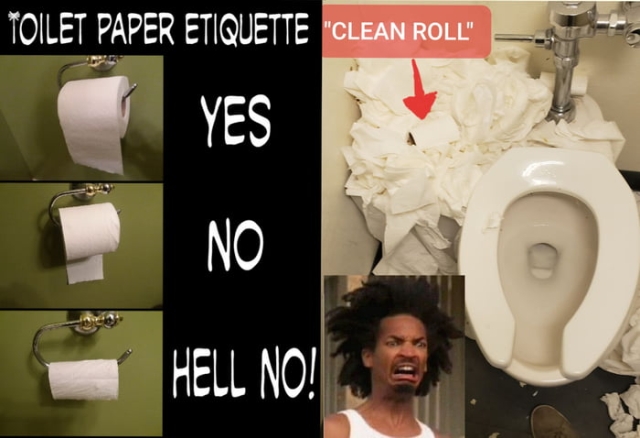 TOILET PAPER ETIQUETTE
YES
NO
HELL NO!
"CLEAN ROLL"